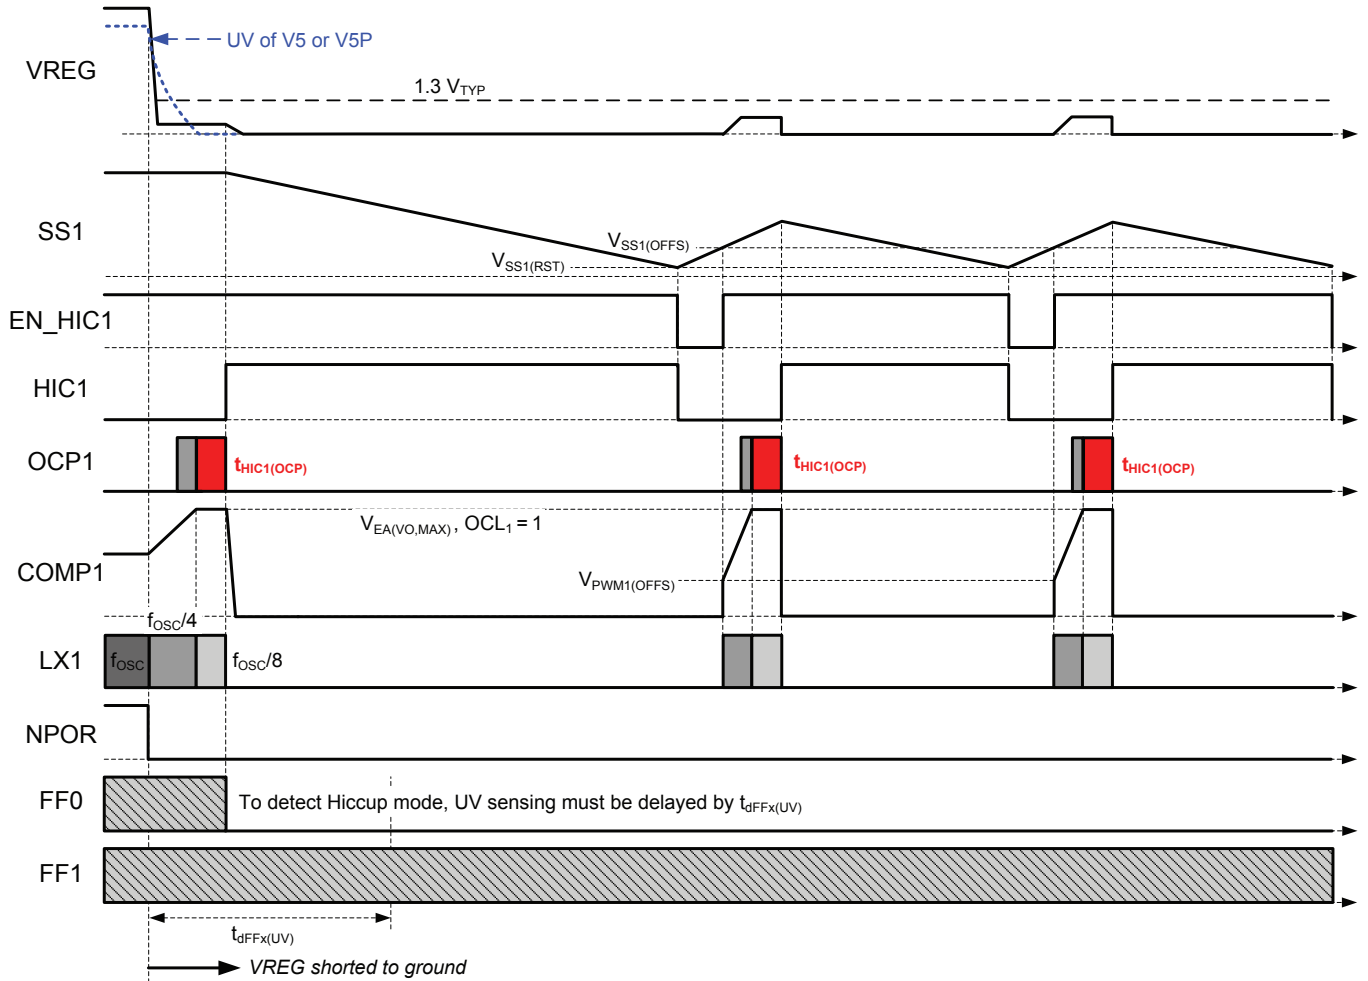 UV of V5 or V5P
VREG
1.3 VTYP
SS1
VSS1(OFFS)
VSS1(RST)
EN_HIC1
HIC1
OCP1
tHIC1(OCP)
tHIC1(OCP)
tHIC1(OCP)
VEA(VO,MAX) , OCL1 = 1
COMP1
VPWM1(OFFS)
fOSC/4
LX1
fOSC
fOSC/8
NPOR
FF0
To detect Hiccup mode, UV sensing must be delayed by tdFFx(UV)
FF1
tdFFx(UV)
VREG shorted to ground